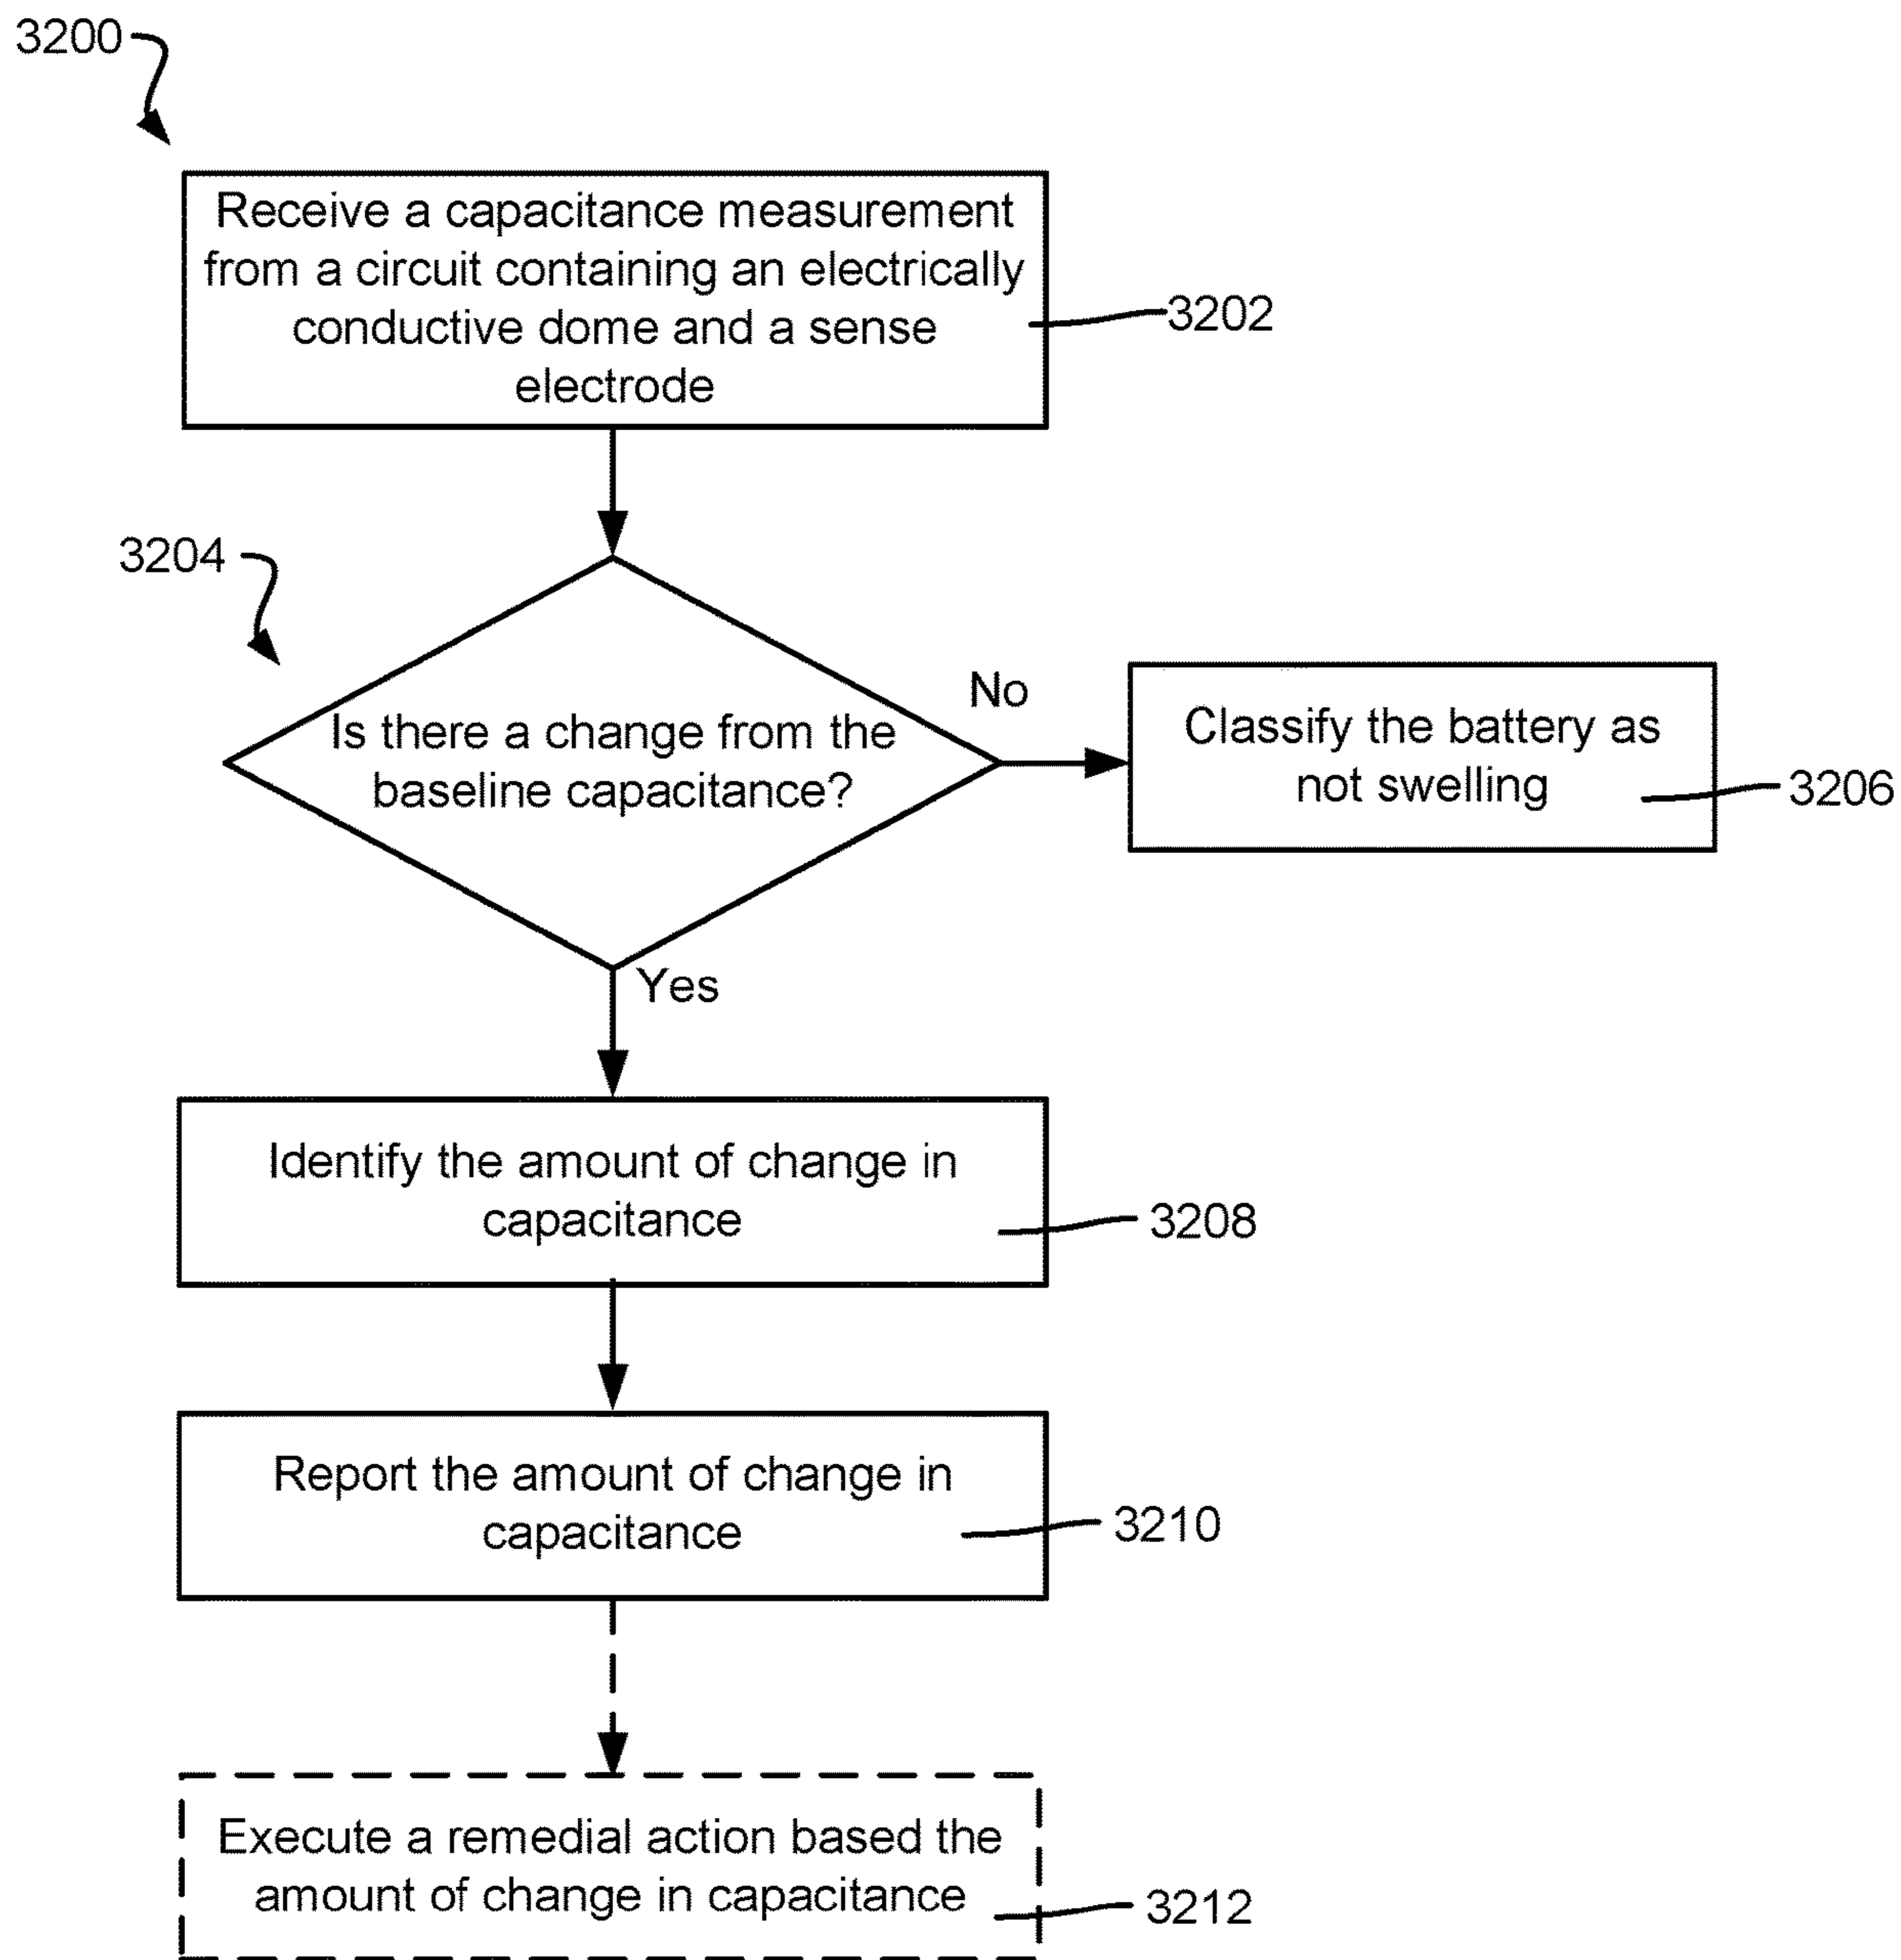 3200
Receive a capacitance measurement
from a circuit containing an electrically
conductive dome and a sense
electrode
3202
3204
Is there a change from the
baseline capacitance?
No
Classify the battery as
not swelling
3206
Yes
Identify the amount of change in
capacitance
3208
Report the amount of change in
capacitance
3210
Execute a remedial action based the
amount of change in capacitance
3212